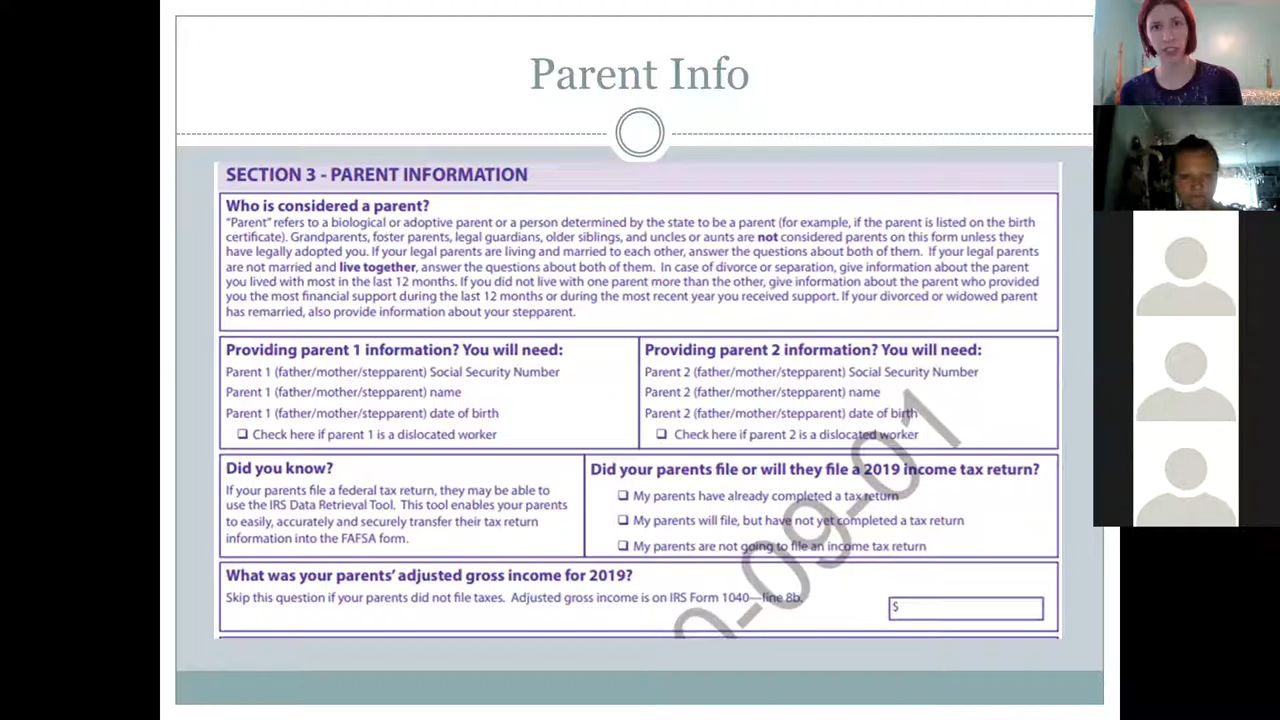 Parent Info
SECTION 3 - PARENT INFORMATION
Who is considered a parent?
"Parent" refers to a biological or adoptive parent or a person determined by the state to be a parent (for example, if the parent is listed on the birth
certificate). Grandparents, foster parents, legal guardians, older siblings, and uncles or aunts are not considered parents on this form unless they
have legally adopted you. If your legal parents are living and married to each other, answer the questions about both of them. If your legal parents
are not married and live together, answer the questions about both of them. In case of divorce or separation, give information about the parent
you lived with most in the last 12 months. If you did not live with one parent more than the other, give information about the parent who provided
you the most financial support during the last 12 months or during the most recent year you received support. If your divorced or widowed parent
has remarried, also provide information about your stepparent.
Providing parent 1 information? You will need:
Parent 1 (father/mother/stepparent) Social Security Number
Parent 1 (father/mother/stepparent) name
Parent 1 (father/mother/stepparent) date of birth
Check here if parent 1 is a dislocated worker
Providing parent 2 information? You will need:
Parent 2 (father/mother/stepparent) Social Security Number
Parent 2 (father/mother/stepparent) name
Parent 2 (father/mother/stepparent) date of birth
Check here if parent 2 is a dislocated worker
Did you know?
If your parents file a federal tax return, they may be able to
use the IRS Data Retrieval Tool. This tool enables your parents
to easily, accurately and securely transfer their tax return
information into the FAFSA form.
Did your parents file or will they file a 2019 income tax return?
My parents have already completed a tax return
My parents will file, but have not yet completed a tax return
My parents are not going to file an income tax return
What was your parents' adjusted gross income for 2019?
Skip this question if your parents did not file taxes. Adjusted gross income is on IRS Form 1040—line 8b.
$
-09-01